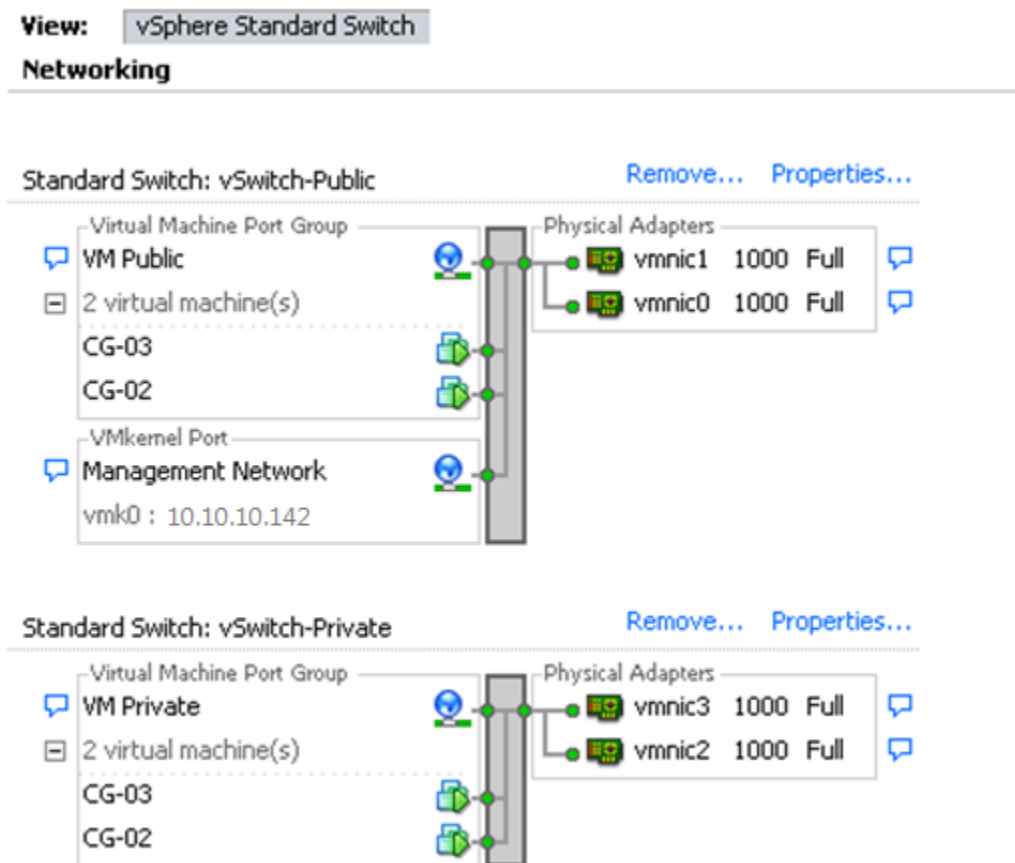 View: vSphere Standard Switch
Networking
Standard Switch: vSwitch-Public Remove... Properties...
Virtual Machine Port Group Physical Adapters
VM Public vmnic1 1000 Full
2 virtual machine(s) vmnic0 1000 Full
CG-03
CG-02
VMkernel Port
Management Network
vmk0 : 10.10.10.142
Standard Switch: vSwitch-Private Remove... Properties...
Virtual Machine Port Group Physical Adapters
VM Private vmnic3 1000 Full
2 virtual machine(s) vmnic2 1000 Full
CG-03
CG-02